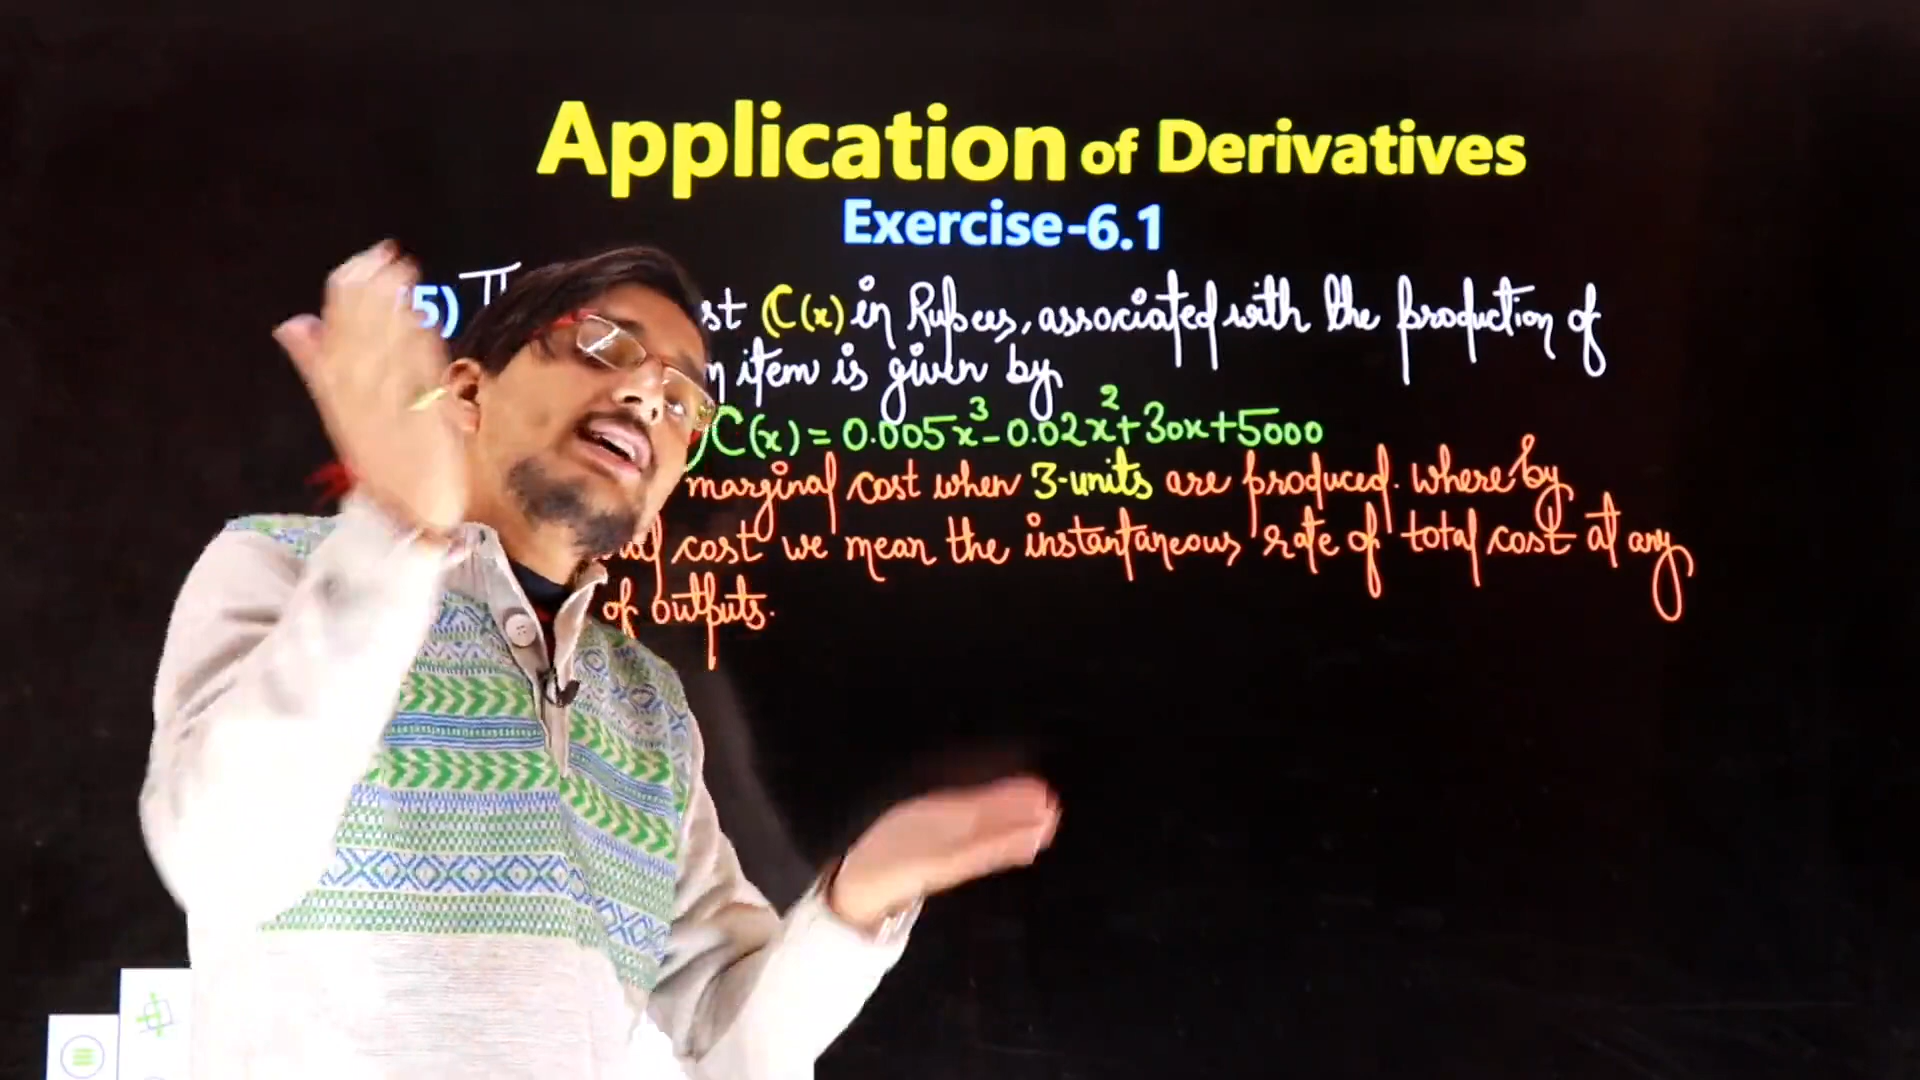 Application of Derivatives
Exercise-6.1
5) st C(x) in Rupees, associated with the production of
item is given by
C(x) = 0.005x³ - 0.02x² + 30x + 5000
marginal cost when 3-units are produced. where by
cost we mean the instantaneous rate of total cost at any
of outputs.